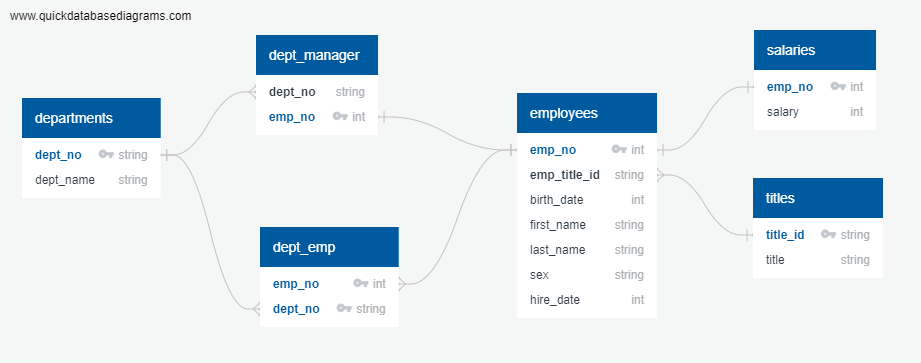 www.quickdatabasediagrams.com
departments
dept_no string
dept_name string
dept_manager
dept_no string
emp_no int
dept_emp
emp_no int
dept_no string
employees
emp_no int
emp_title_id string
birth_date int
first_name string
last_name string
sex string
hire_date int
salaries
emp_no int
salary int
titles
title_id string
title string